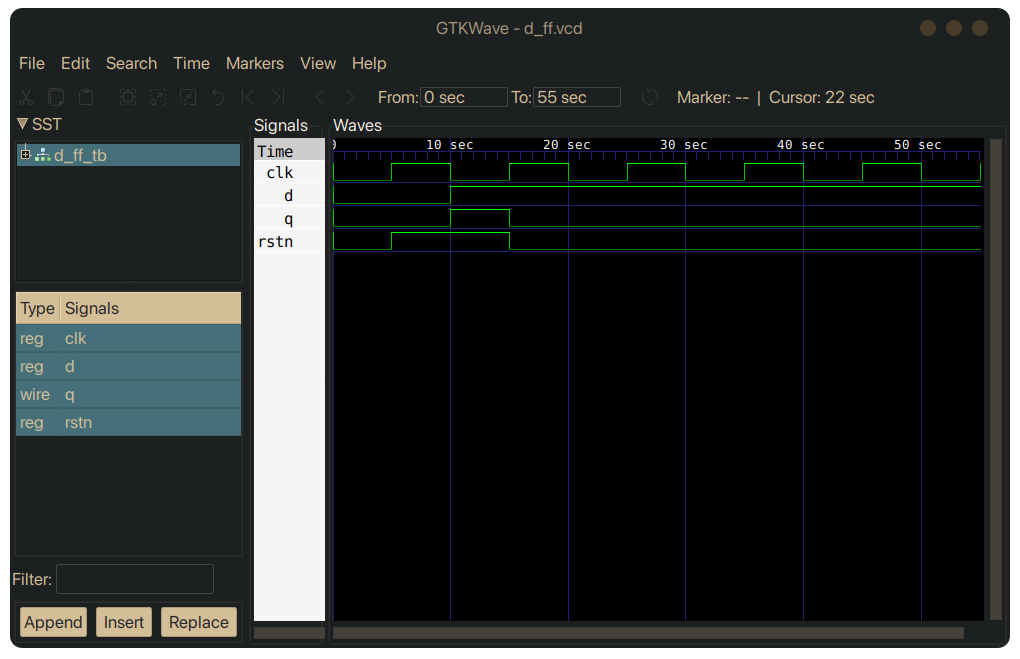 GTKWave - d_ff.vcd
File Edit Search Time Markers View Help
From: 0 sec To: 55 sec Marker: -- | Cursor: 22 sec
SST
d_ff_tb
Type Signals
reg clk
reg d
wire q
reg rstn
Filter:
Append Insert Replace
Signals
Time
clk
d
q
rstn
Waves
0 10 sec 20 sec 30 sec 40 sec 50 sec